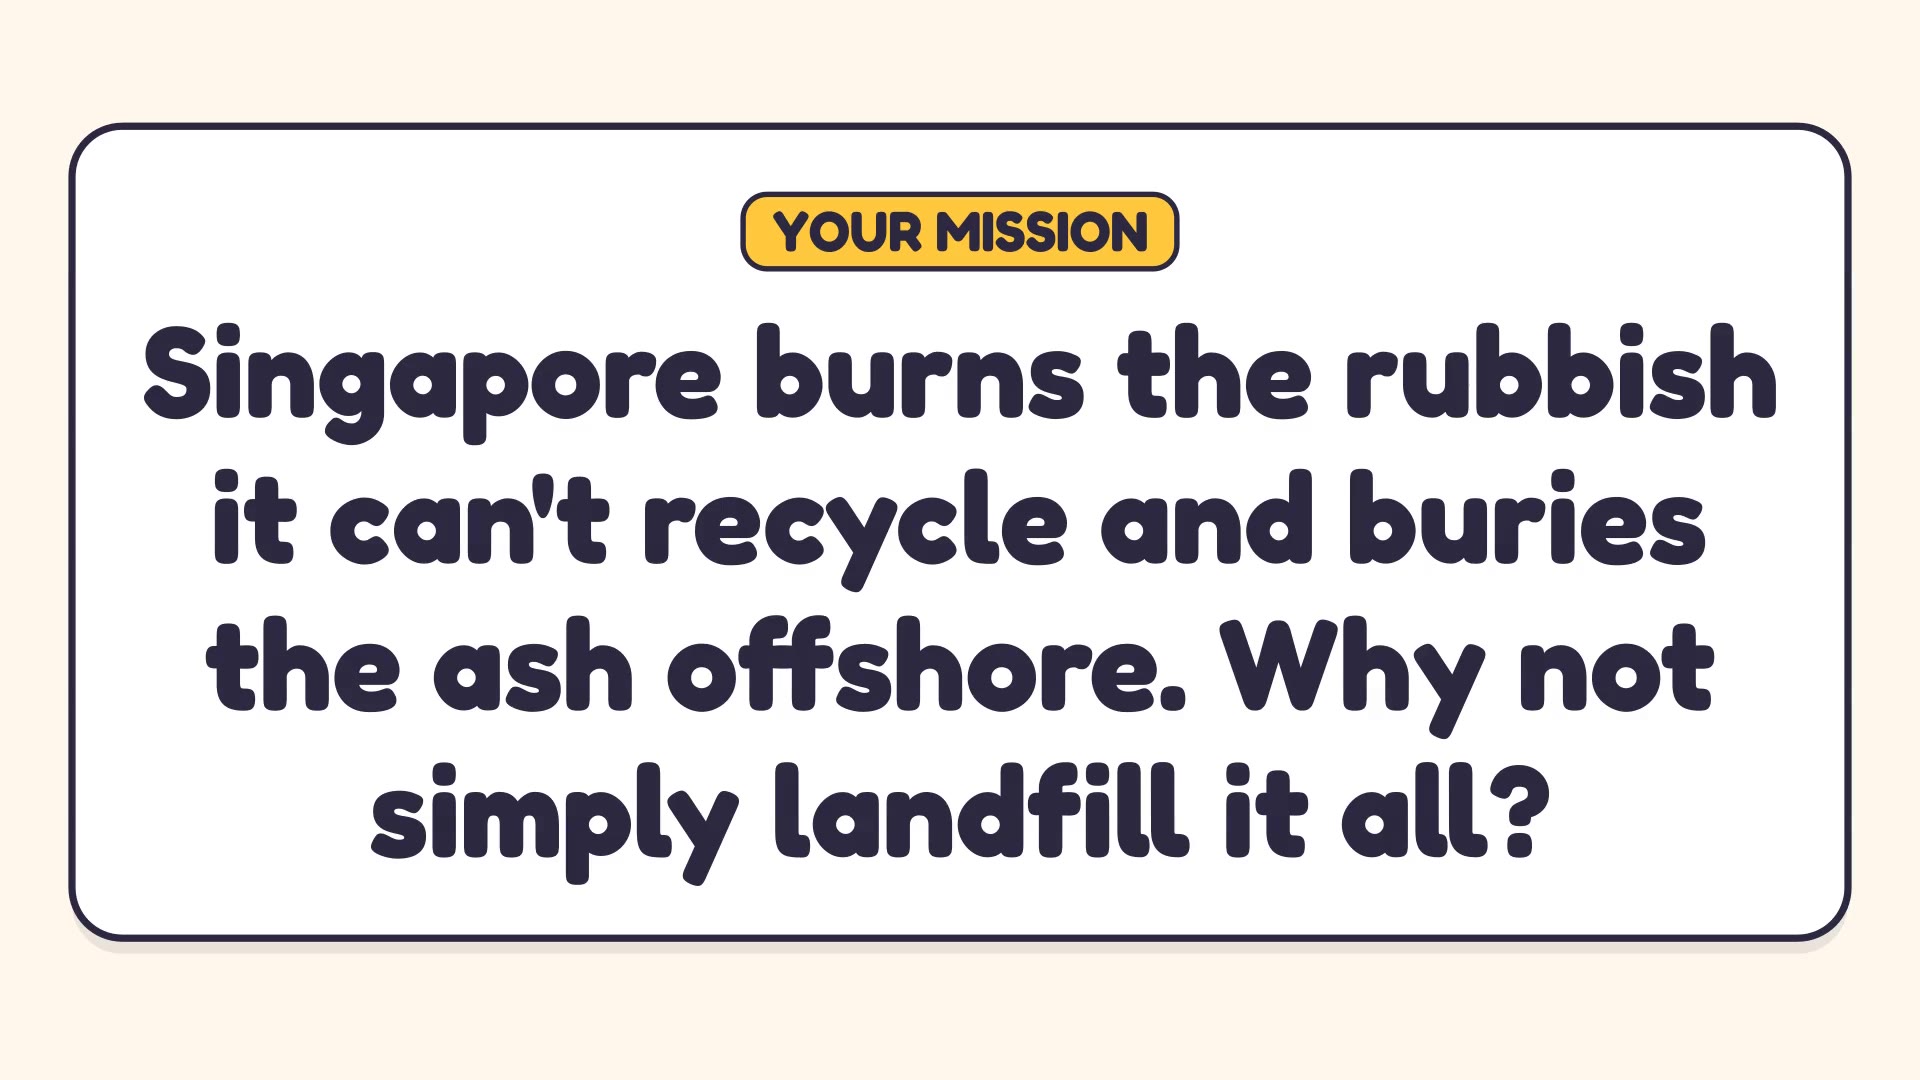 YOUR MISSION
Singapore burns the rubbish
it can't recycle and buries
the ash offshore. Why not
simply landfill it all?